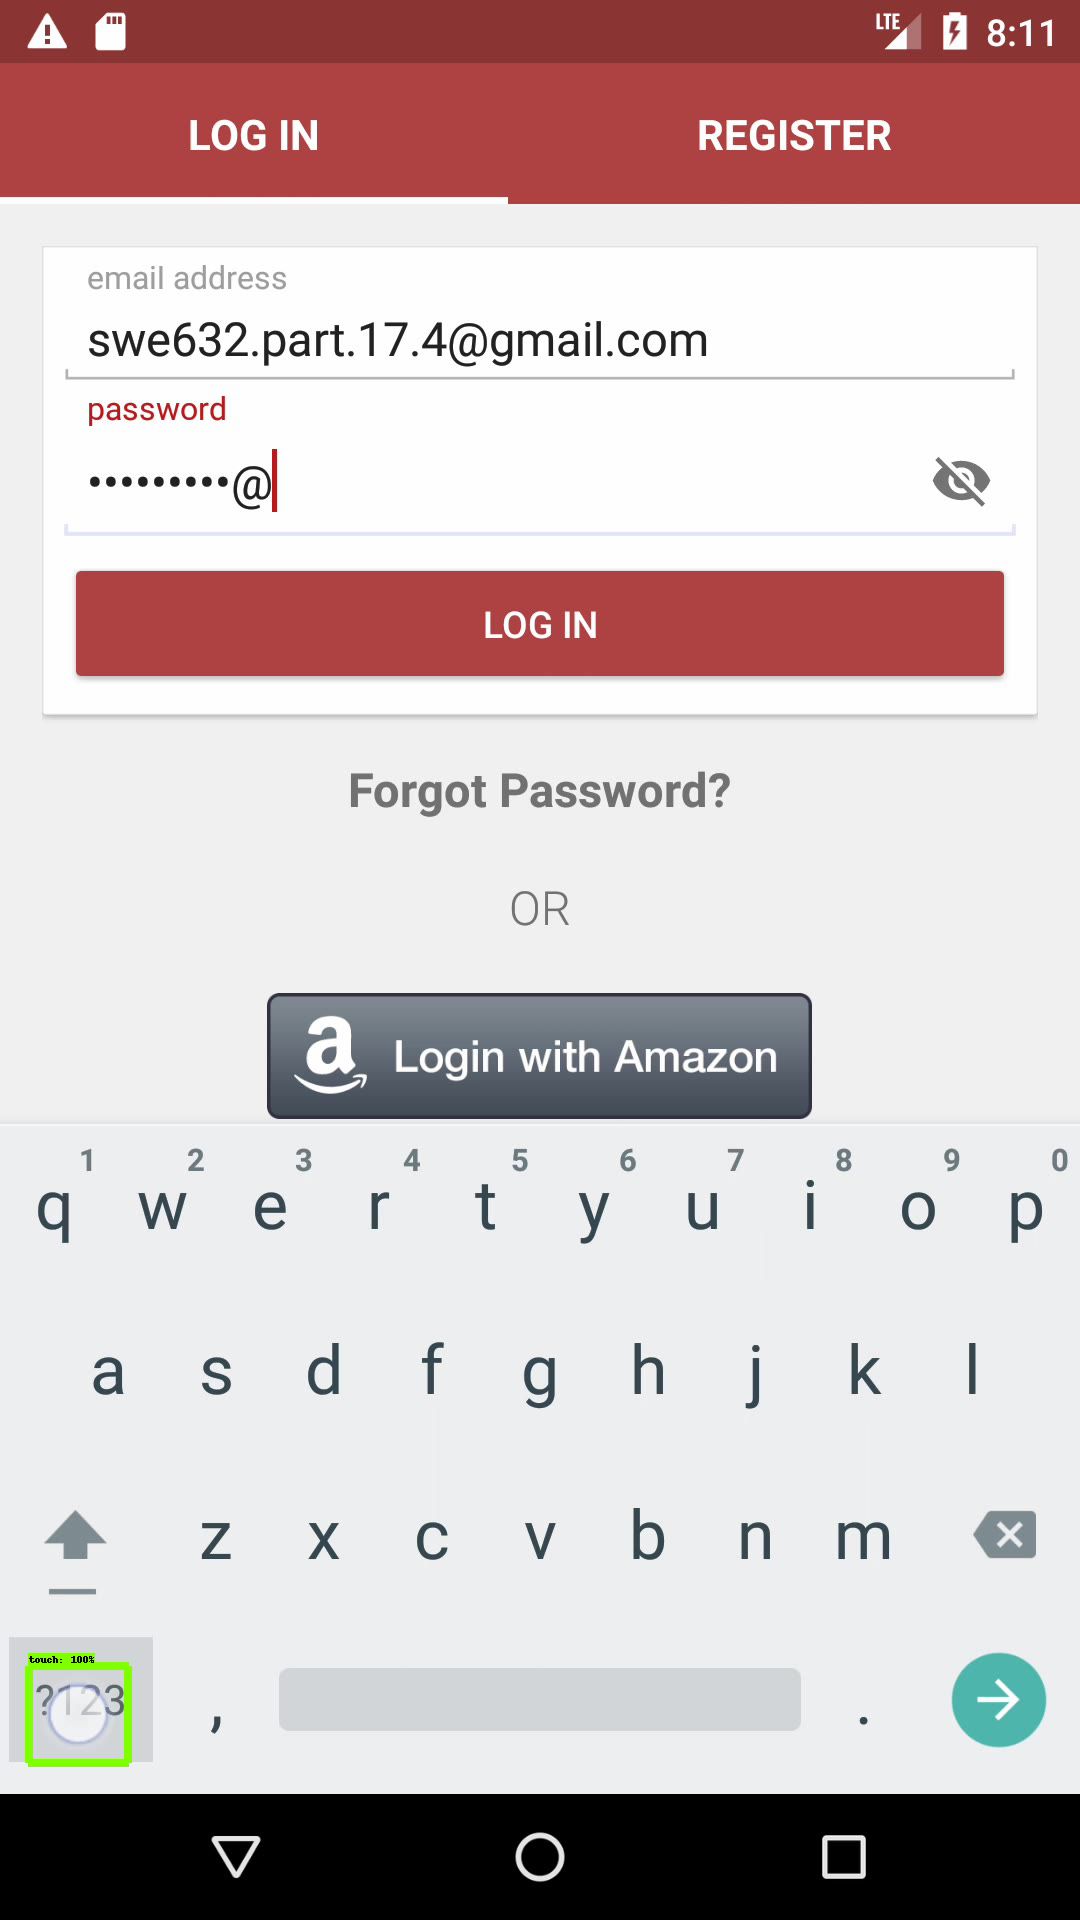 LTE 8:11
LOG IN REGISTER
email address
swe632.part.17.4@gmail.com
password
•••••••••@
LOG IN
Forgot Password?
OR
a Login with Amazon
1 2 3 4 5 6 7 8 9 0
q w e r t y u i o p
a s d f g h j k l
z x c v b n m
touch: 100%
?123 , .